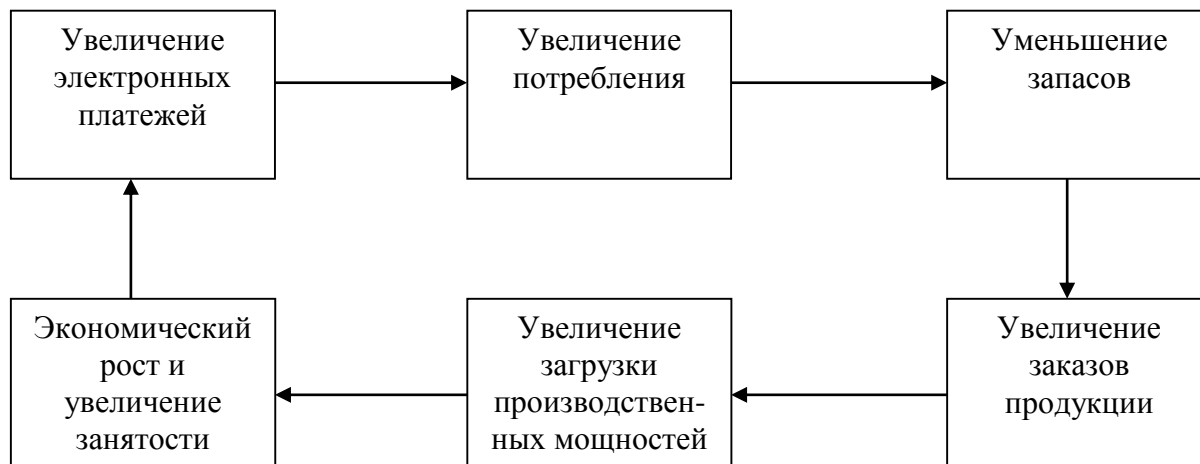 Увеличение
электронных
платежей
Увеличение
потребления
Уменьшение
запасов
Увеличение
заказов
продукции
Увеличение
загрузки
производствен-
ных мощностей
Экономический
рост и
увеличение
занятости